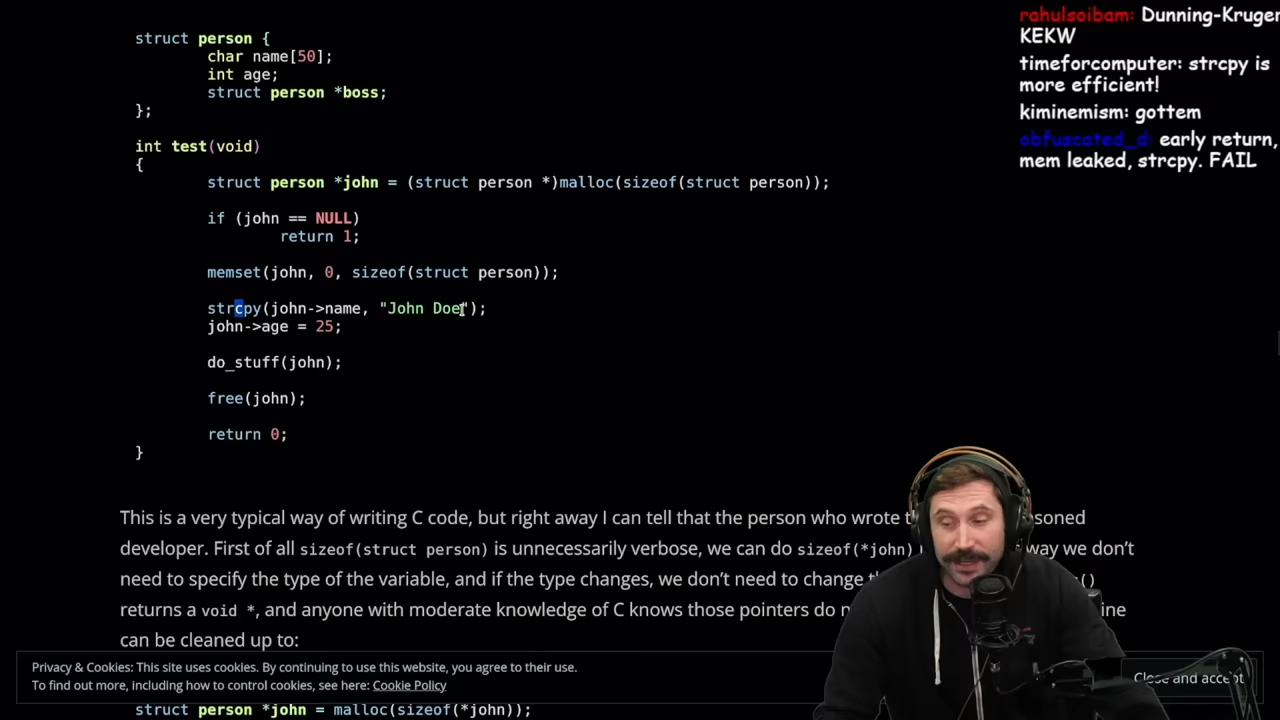 struct person {
char name[50];
int age;
struct person *boss;
};
int test(void)
{
struct person *john = (struct person *)malloc(sizeof(struct person));
if (john == NULL)
return 1;
memset(john, 0, sizeof(struct person));
strcpy(john->name, "John Doe");
john->age = 25;
do_stuff(john);
free(john);
return 0;
}
This is a very typical way of writing C code, but right away I can tell that the person who wrote
developer. First of all sizeof(struct person) is unnecessarily verbose, we can do sizeof(*john) way we don't
need to specify the type of the variable, and if the type changes, we don't need to change ()
returns a void *, and anyone with moderate knowledge of C knows those pointers do
can be cleaned up to:
struct person *john = malloc(sizeof(*john));
Privacy & Cookies: This site uses cookies. By continuing to use this website, you agree to their use.
To find out more, including how to control cookies, see here: Cookie Policy
Close and accept
rahulsoibam: Dunning-Kruger
KEKW
timeforcomputer: strcpy is
more efficient!
kiminemism: gottem
obfuscated_d: early return,
mem leaked, strcpy. FAIL